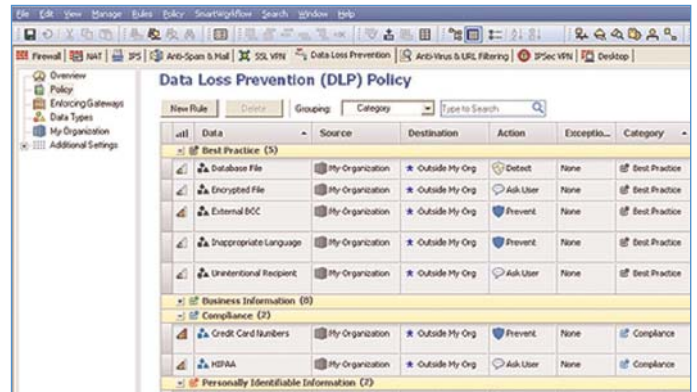 File Edit View Manage Rules Policy SmartWorkflow Search Window Help
Firewall NAT IPS Anti-Spam & Mail SSL VPN Data Loss Prevention Anti-Virus & URL Filtering IPSec VPN Desktop
Overview
Policy
Enforcing Gateways
Data Types
My Organization
Additional Settings
Data Loss Prevention (DLP) Policy
New Rule Delete Grouping: Category Type to Search
Data Source Destination Action Exceptio... Category
Best Practice (5)
Database File My Organization Outside My Org Detect None Best Practice
Encrypted File My Organization Outside My Org Ask User None Best Practice
External BCC My Organization Outside My Org Prevent None Best Practice
Inappropriate Language My Organization Outside My Org Prevent None Best Practice
Unintentional Recipient My Organization Outside My Org Ask User None Best Practice
Business Information (8)
Compliance (2)
Credit Card Numbers My Organization Outside My Org Prevent None Compliance
HIPAA My Organization Outside My Org Ask User None Compliance
Personally Identifiable Information (2)